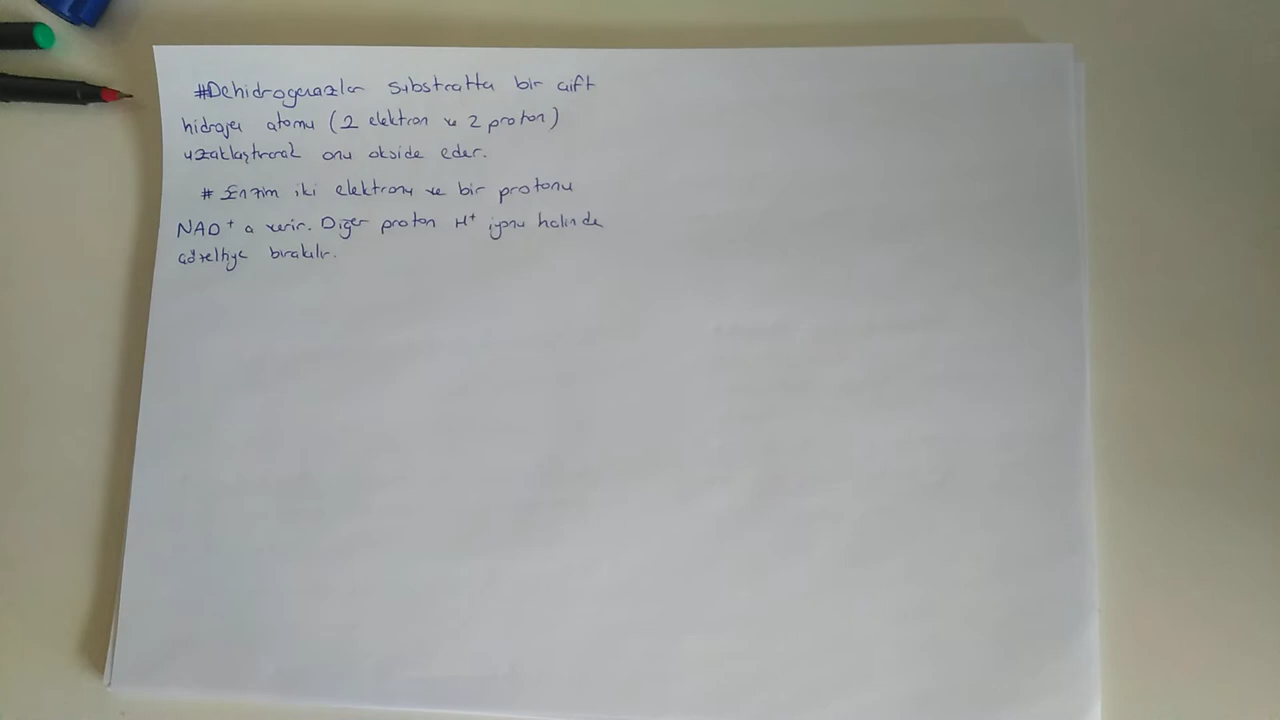 #Dehidrogenazlar substratta bir çift
hidrojen atomu (2 elektron ve 2 proton)
uzaklaştırarak onu okside eder.
# Enzim iki elektronu ve bir protonu
NAD⁺ a verir. Diğer proton H⁺ iyonu halinde
çözeltiye bırakılır.